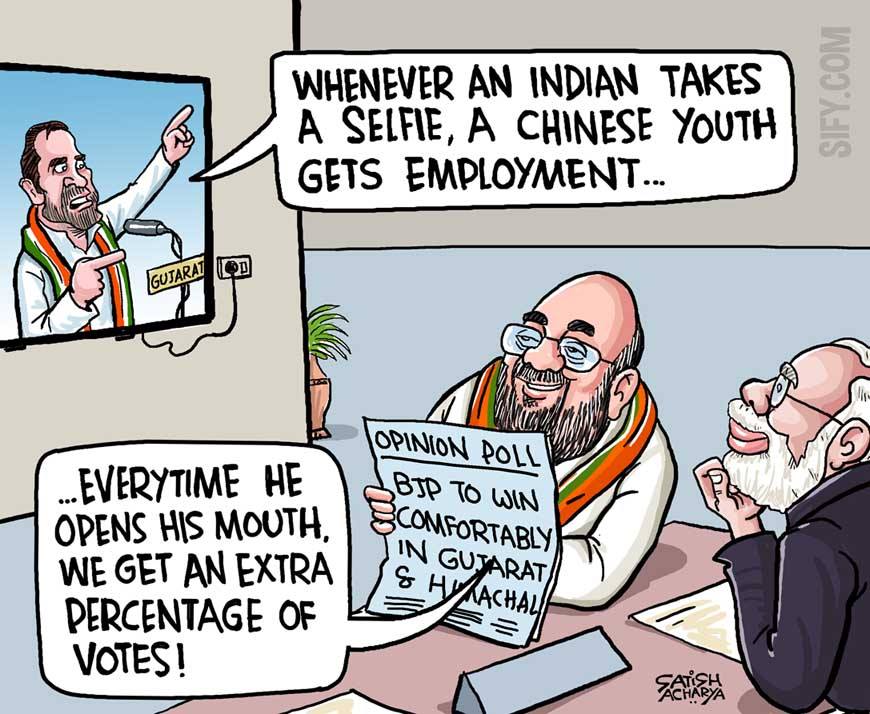 SIFY.COM
WHENEVER AN INDIAN TAKES
A SELFIE, A CHINESE YOUTH
GETS EMPLOYMENT...
GUJARAT
OPINION POLL
BJP TO WIN
COMFORTABLY
IN GUJARAT
& HIMACHAL
...EVERYTIME HE
OPENS HIS MOUTH,
WE GET AN EXTRA
PERCENTAGE OF
VOTES!
SATISH
ACHARYA